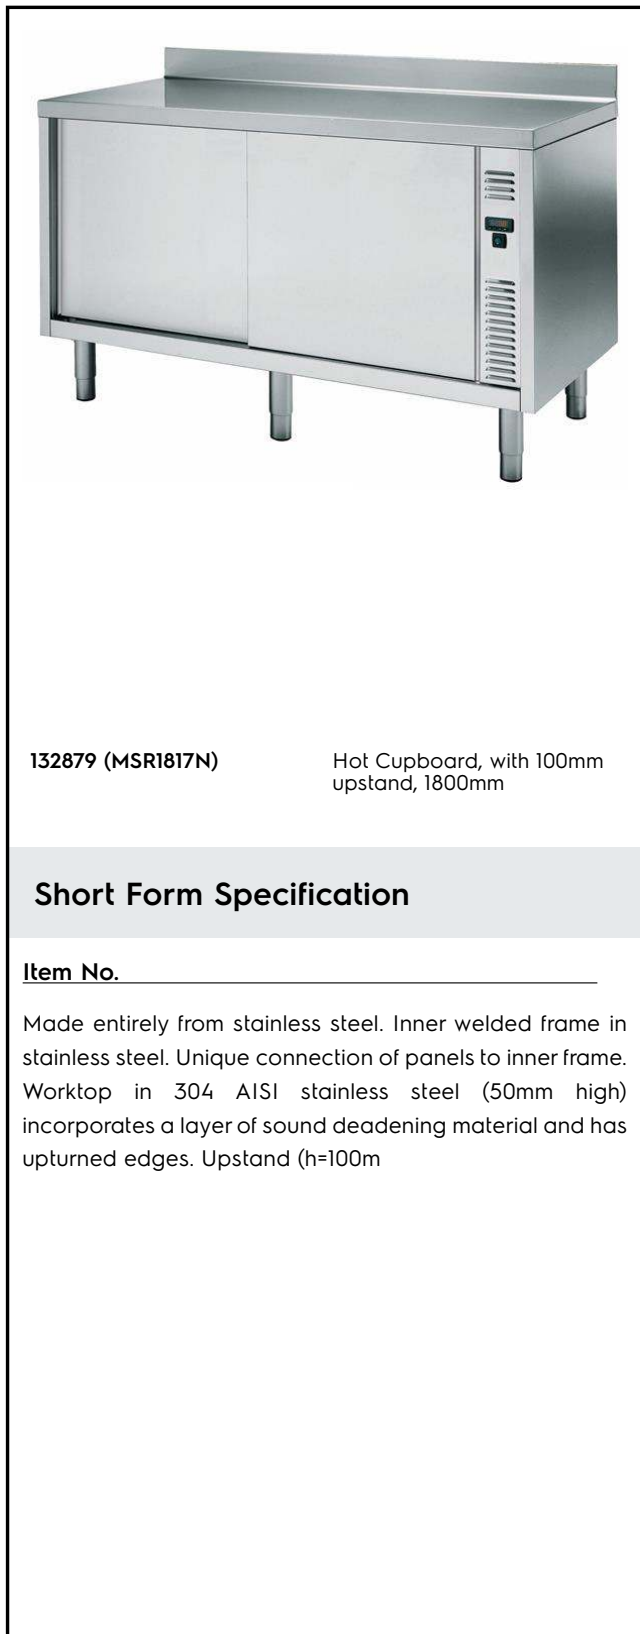 132879 (MSR1817N)
Hot Cupboard, with 100mm
upstand, 1800mm
Short Form Specification
Item No.
Made entirely from stainless steel. Inner welded frame in
stainless steel. Unique connection of panels to inner frame.
Worktop in 304 AISI stainless steel (50mm high)
incorporates a layer of sound deadening material and has
upturned edges. Upstand (h=100m